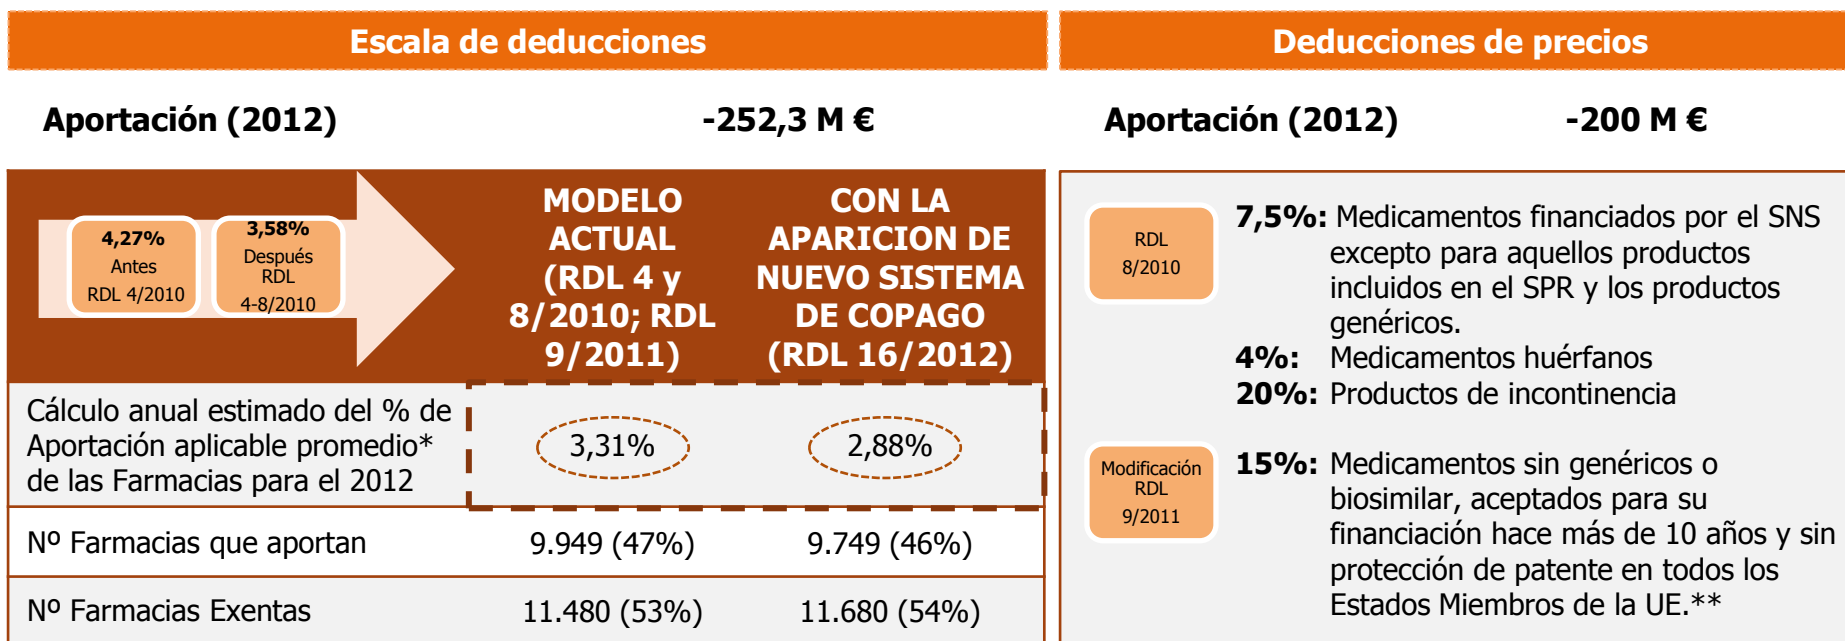 Escala de deducciones
Aportación (2012) -252,3 M €
4,27%
Antes
RDL 4/2010
3,58%
Después
RDL
4-8/2010
MODELO
ACTUAL
(RDL 4 y
8/2010; RDL
9/2011)
CON LA
APARICION DE
NUEVO SISTEMA
DE COPAGO
(RDL 16/2012)
Cálculo anual estimado del % de
Aportación aplicable promedio*
de las Farmacias para el 2012
3,31%
2,88%
Nº Farmacias que aportan 9.949 (47%) 9.749 (46%)
Nº Farmacias Exentas 11.480 (53%) 11.680 (54%)
Deducciones de precios
Aportación (2012) -200 M €
RDL
8/2010
7,5%: Medicamentos financiados por el SNS
excepto para aquellos productos
incluidos en el SPR y los productos
genéricos.
4%: Medicamentos huérfanos
20%: Productos de incontinencia
Modificación
RDL
9/2011
15%: Medicamentos sin genéricos o
biosimilar, aceptados para su
financiación hace más de 10 años y sin
protección de patente en todos los
Estados Miembros de la UE.**